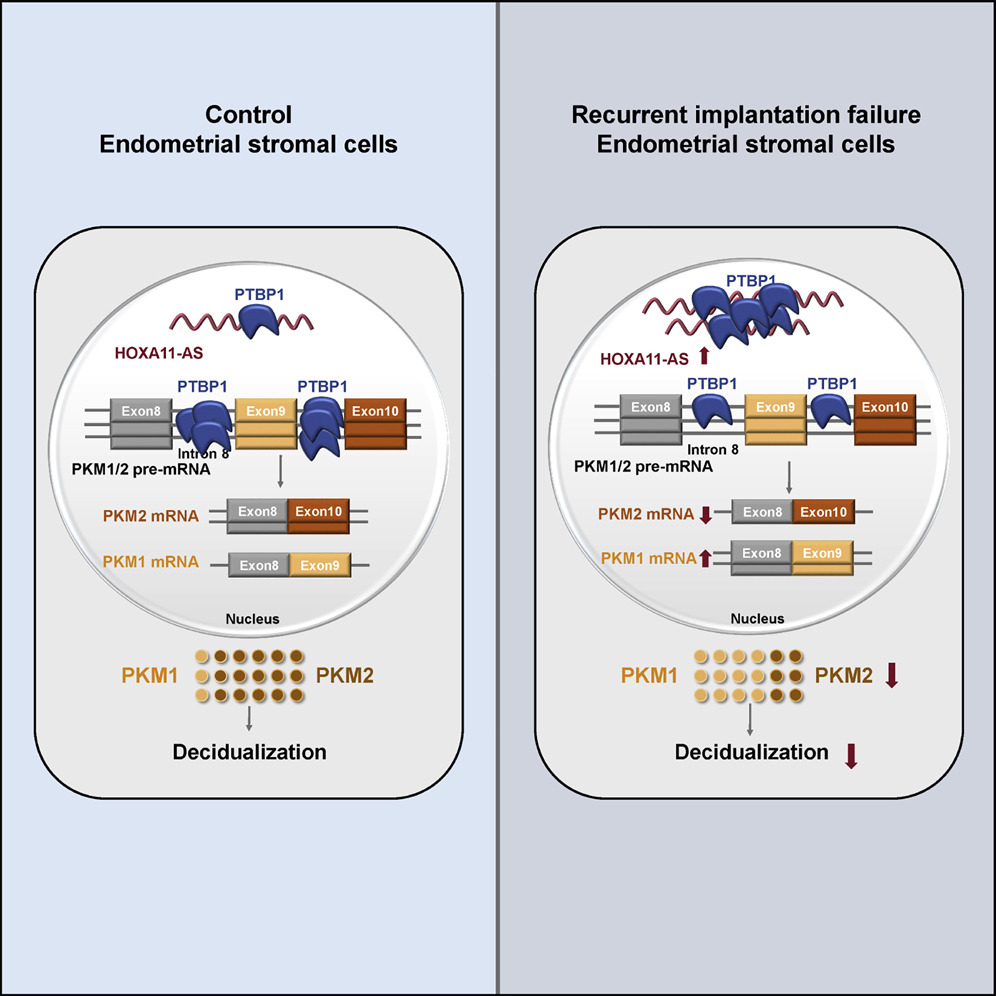 Control
Endometrial stromal cells
PTBP1
HOXA11-AS
PTBP1
PTBP1
Exon8
Exon9
Exon10
Intron 8
PKM1/2 pre-mRNA
PKM2 mRNA
Exon8
Exon10
PKM1 mRNA
Exon8
Exon9
Nucleus
PKM1
PKM2
Decidualization
Recurrent implantation failure
Endometrial stromal cells
PTBP1
HOXA11-AS
PTBP1
PTBP1
Exon8
Exon9
Exon10
Intron 8
PKM1/2 pre-mRNA
PKM2 mRNA
Exon8
Exon10
PKM1 mRNA
Exon8
Exon9
Nucleus
PKM1
PKM2
Decidualization